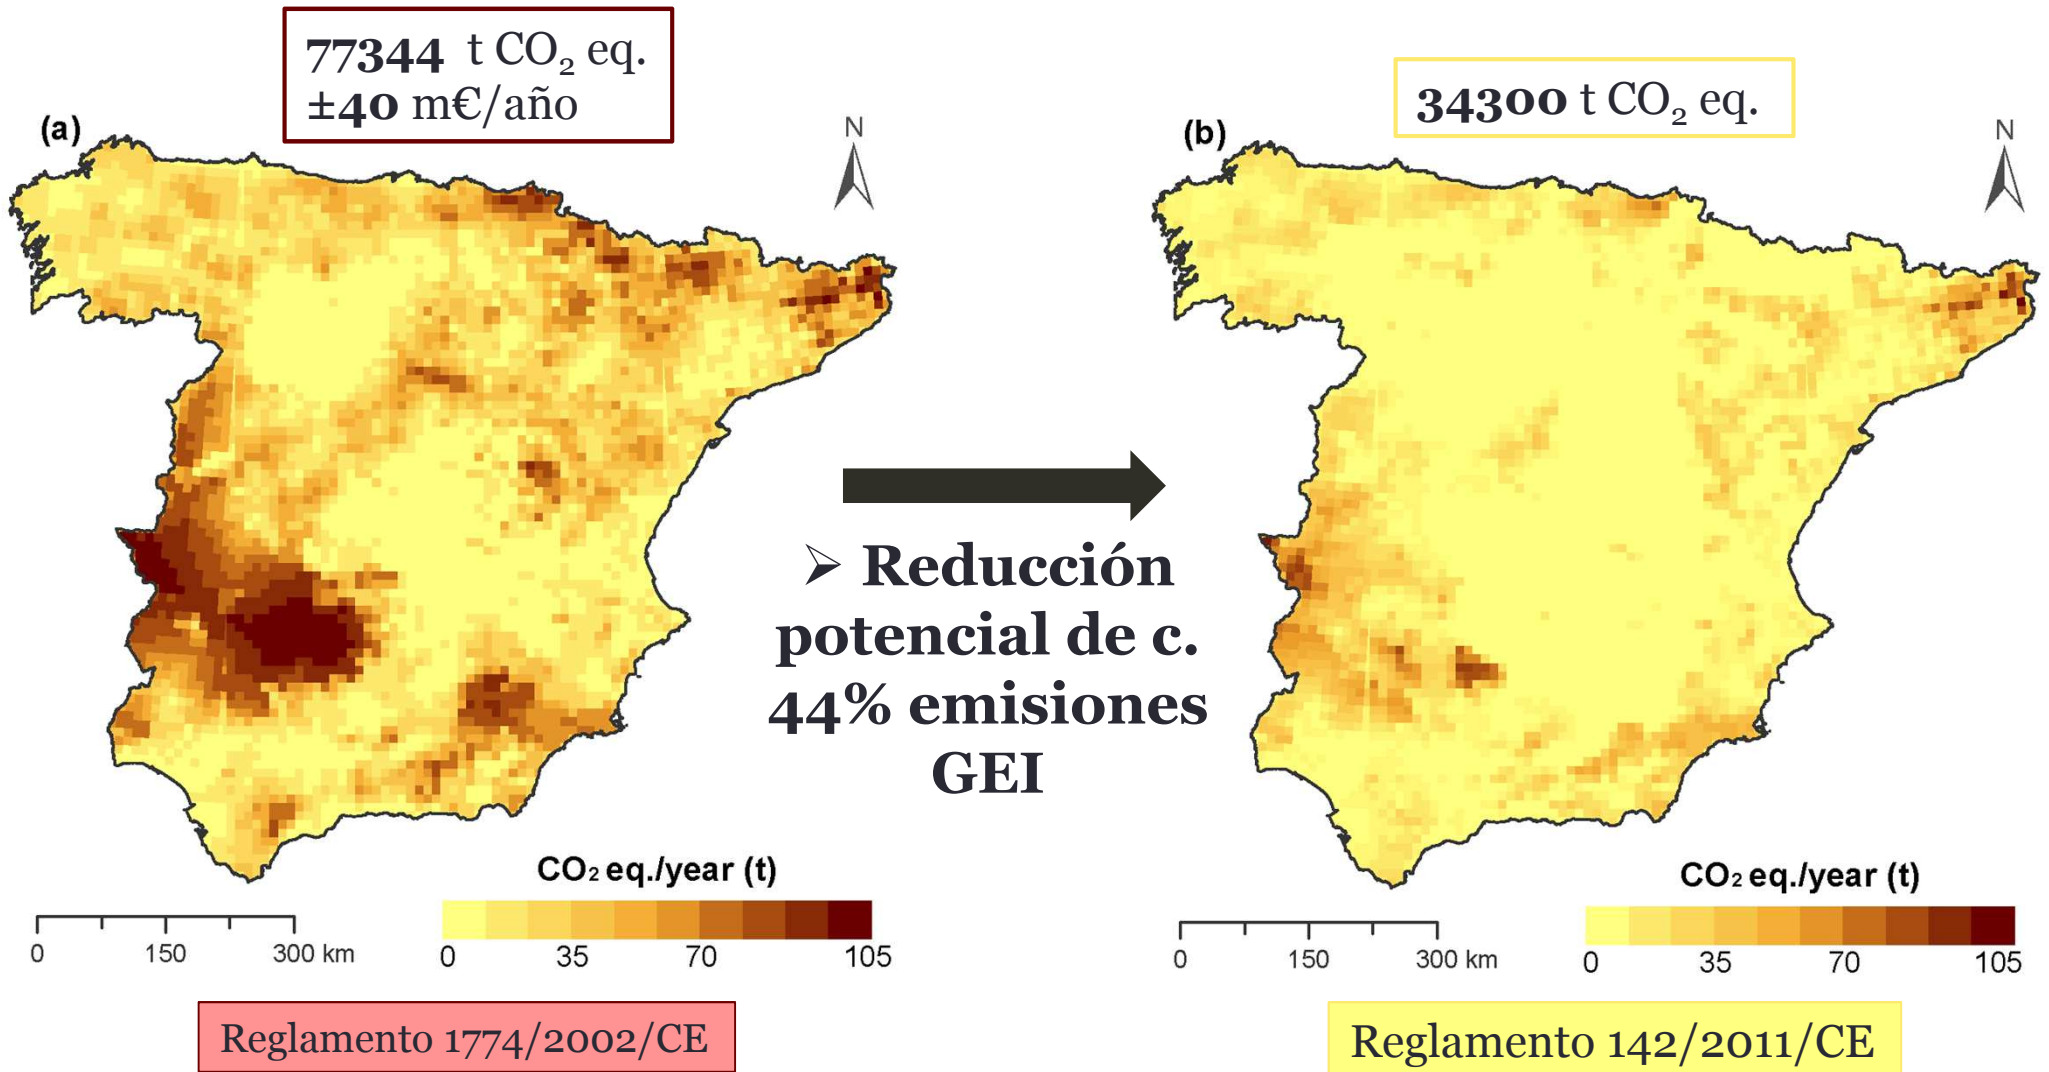 77344 t CO₂ eq.
±40 m€/año
(a)
N
CO₂ eq./year (t)
0 35 70 105
0 150 300 km
Reglamento 1774/2002/CE
➢ Reducción
potencial de c.
44% emisiones
GEI
34300 t CO₂ eq.
(b)
N
CO₂ eq./year (t)
0 35 70 105
0 150 300 km
Reglamento 142/2011/CE